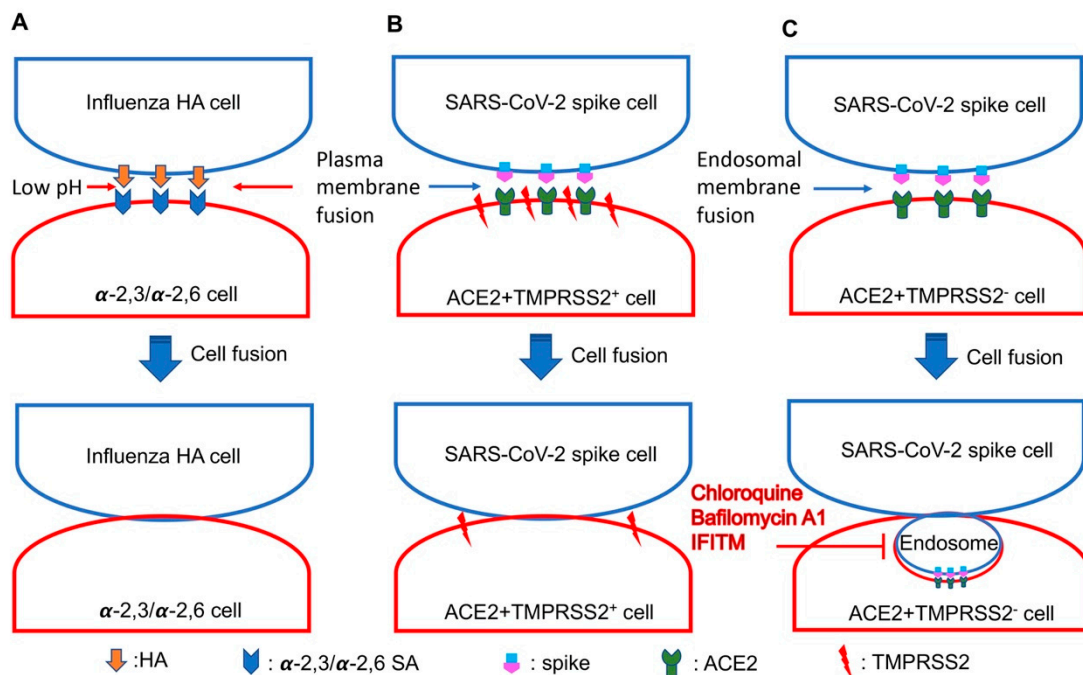 A
B
C
Influenza HA cell
SARS-CoV-2 spike cell
SARS-CoV-2 spike cell
Low pH
Plasma
membrane
fusion
Endosomal
membrane
fusion
α-2,3/α-2,6 cell
ACE2+TMPRSS2⁺ cell
ACE2+TMPRSS2⁻ cell
Cell fusion
Cell fusion
Cell fusion
Influenza HA cell
SARS-CoV-2 spike cell
SARS-CoV-2 spike cell
Chloroquine
Bafilomycin A1
IFITM
Endosome
α-2,3/α-2,6 cell
ACE2+TMPRSS2⁺ cell
ACE2+TMPRSS2⁻ cell
:HA : α-2,3/α-2,6 SA : spike : ACE2 : TMPRSS2